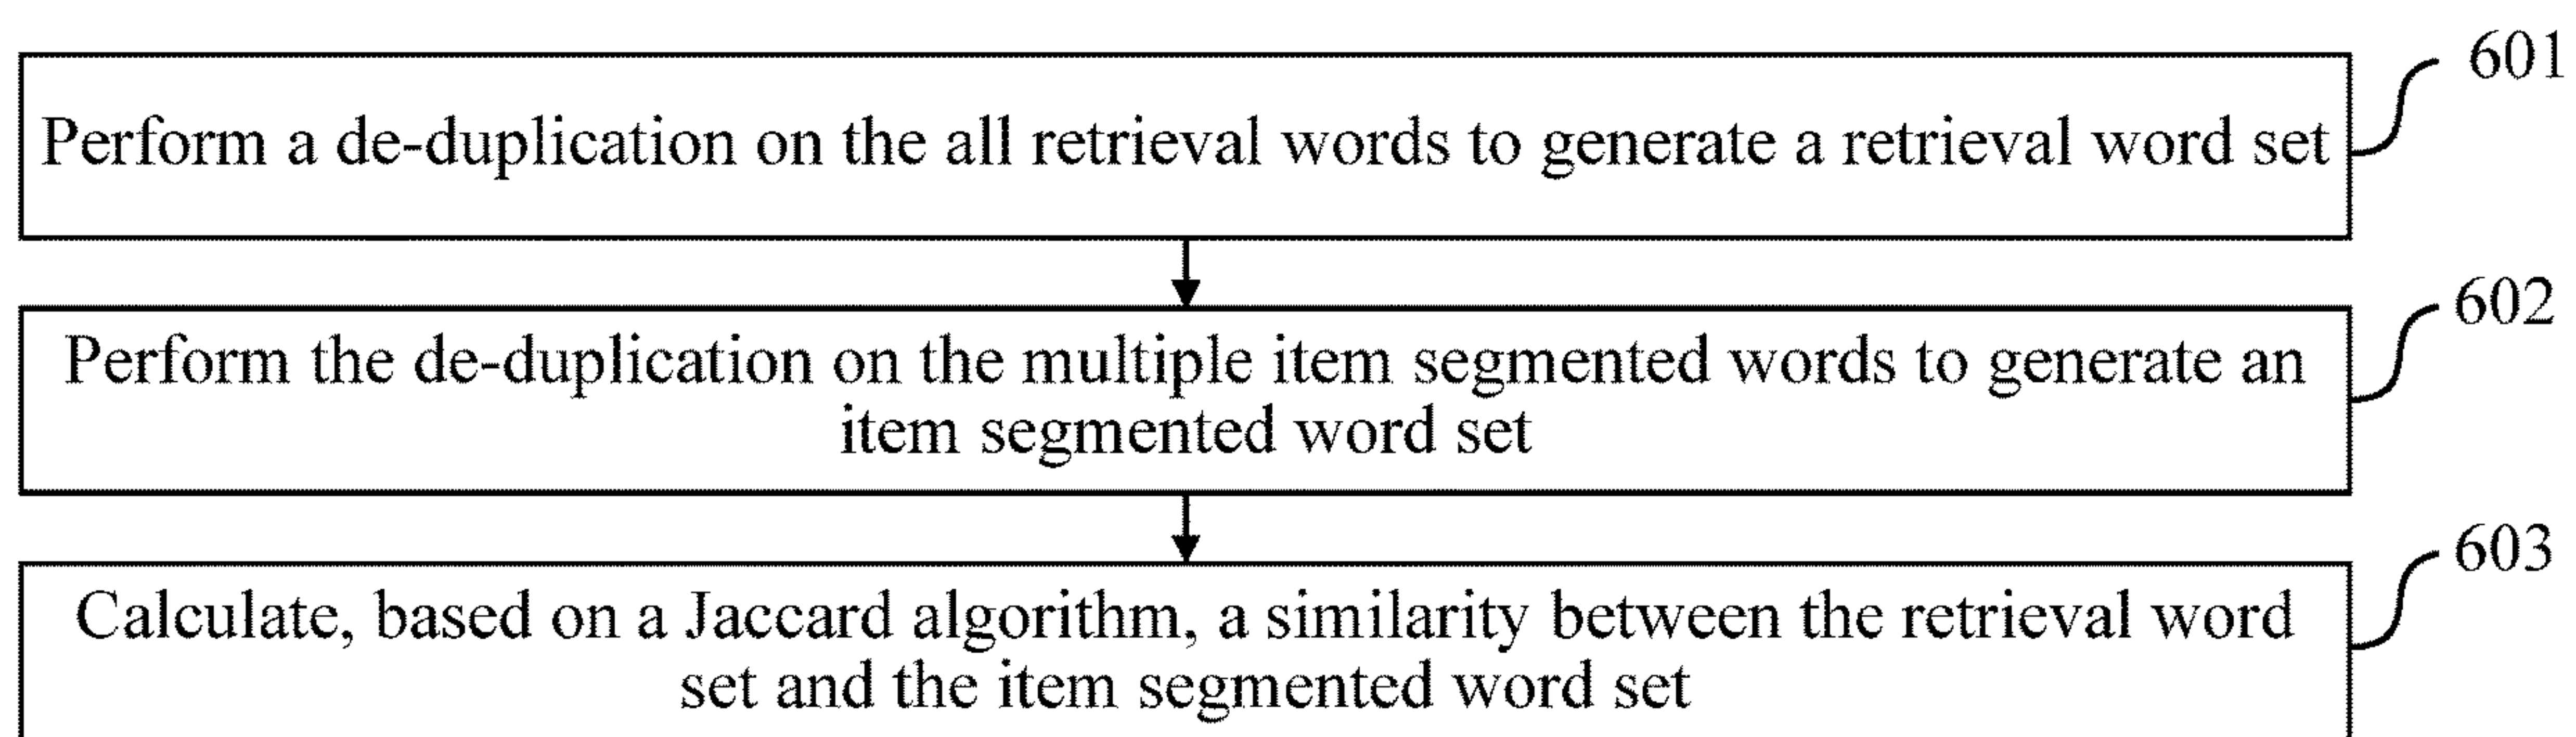 601
Perform a de-duplication on the all retrieval words to generate a retrieval word set
602
Perform the de-duplication on the multiple item segmented words to generate an
item segmented word set
603
Calculate, based on a Jaccard algorithm, a similarity between the retrieval word
set and the item segmented word set